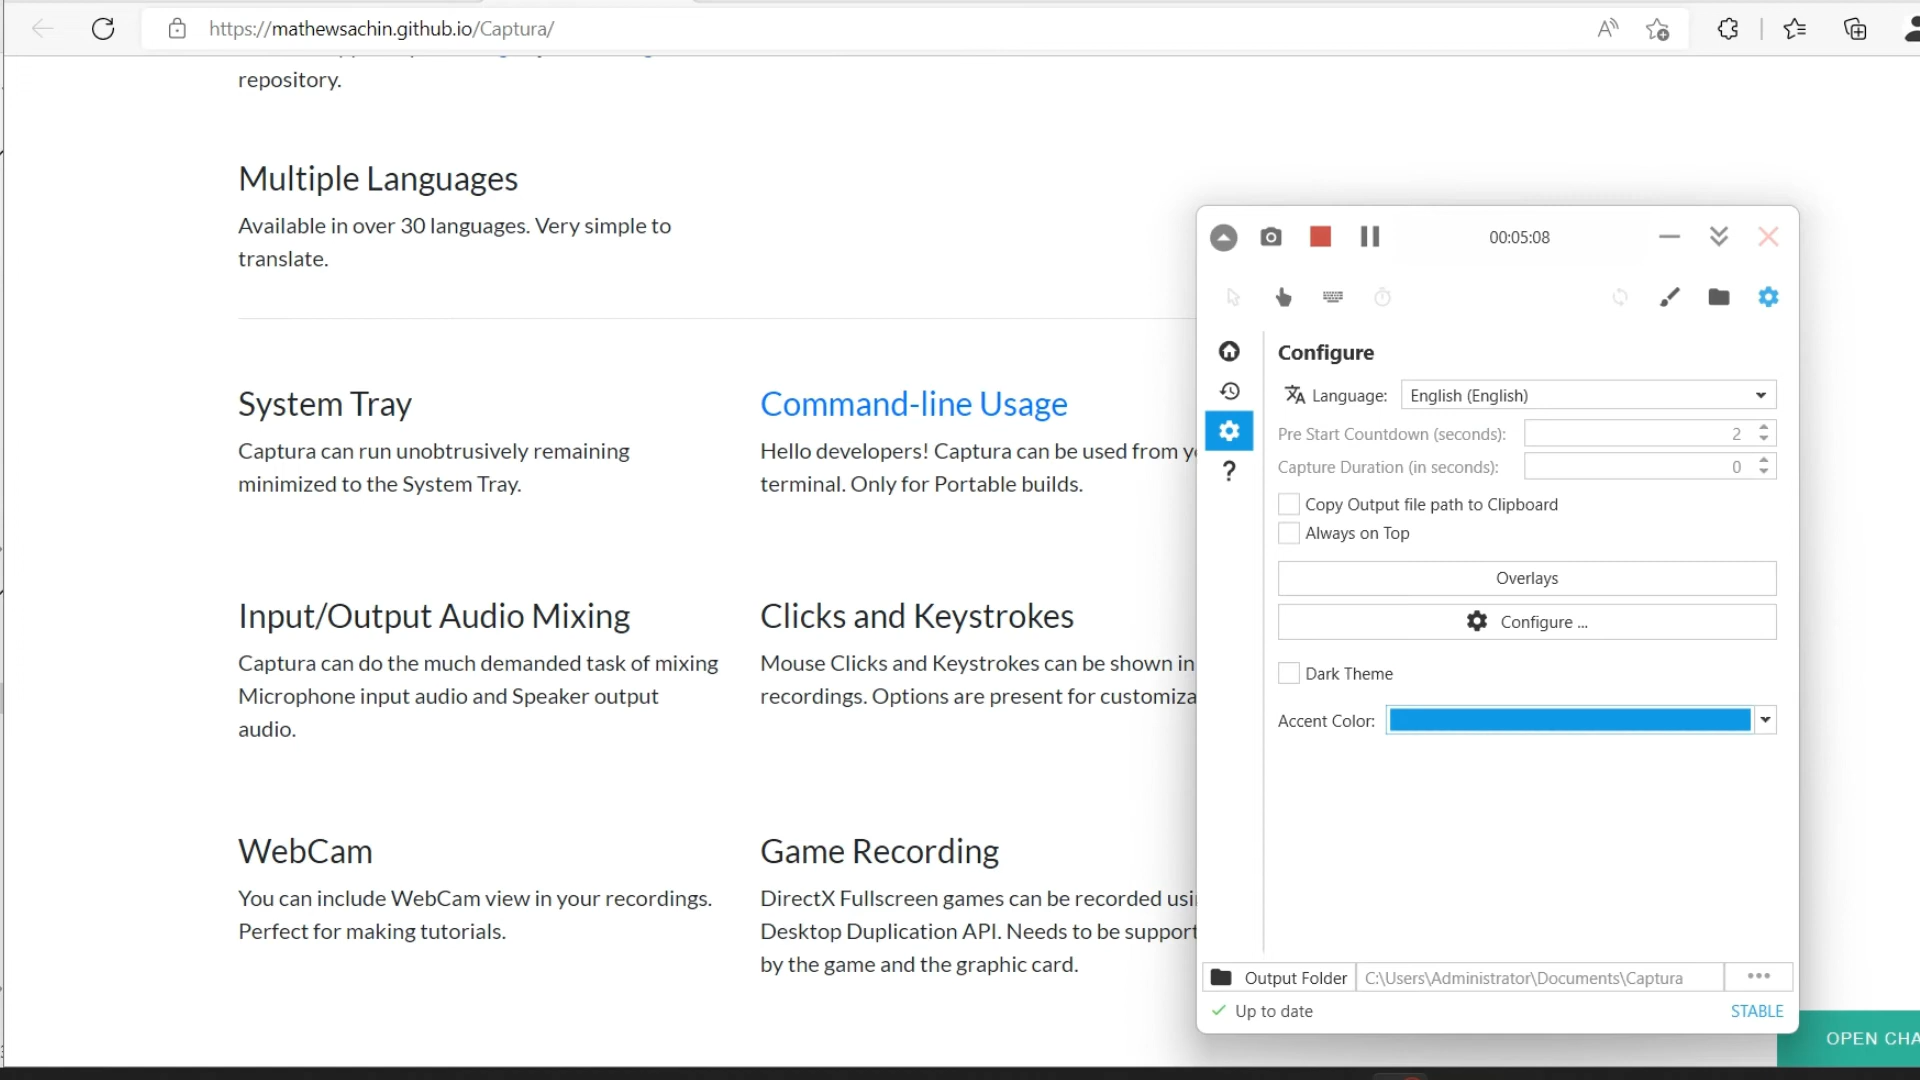 https://mathewsachin.github.io/Captura/
repository.
Multiple Languages
Available in over 30 languages. Very simple to
translate.
System Tray
Captura can run unobtrusively remaining
minimized to the System Tray.
Command-line Usage
Hello developers! Captura can be used from
terminal. Only for Portable builds.
Input/Output Audio Mixing
Captura can do the much demanded task of mixing
Microphone input audio and Speaker output
audio.
Clicks and Keystrokes
Mouse Clicks and Keystrokes can be shown in
recordings. Options are present for customiza
WebCam
You can include WebCam view in your recordings.
Perfect for making tutorials.
Game Recording
DirectX Fullscreen games can be recorded usi
Desktop Duplication API. Needs to be support
by the game and the graphic card.
00:05:08
Configure
Language: English (English)
Pre Start Countdown (seconds): 2
Capture Duration (in seconds): 0
Copy Output file path to Clipboard
Always on Top
Overlays
Configure ...
Dark Theme
Accent Color:
Output Folder C:\Users\Administrator\Documents\Captura ...
Up to date STABLE
OPEN CHA